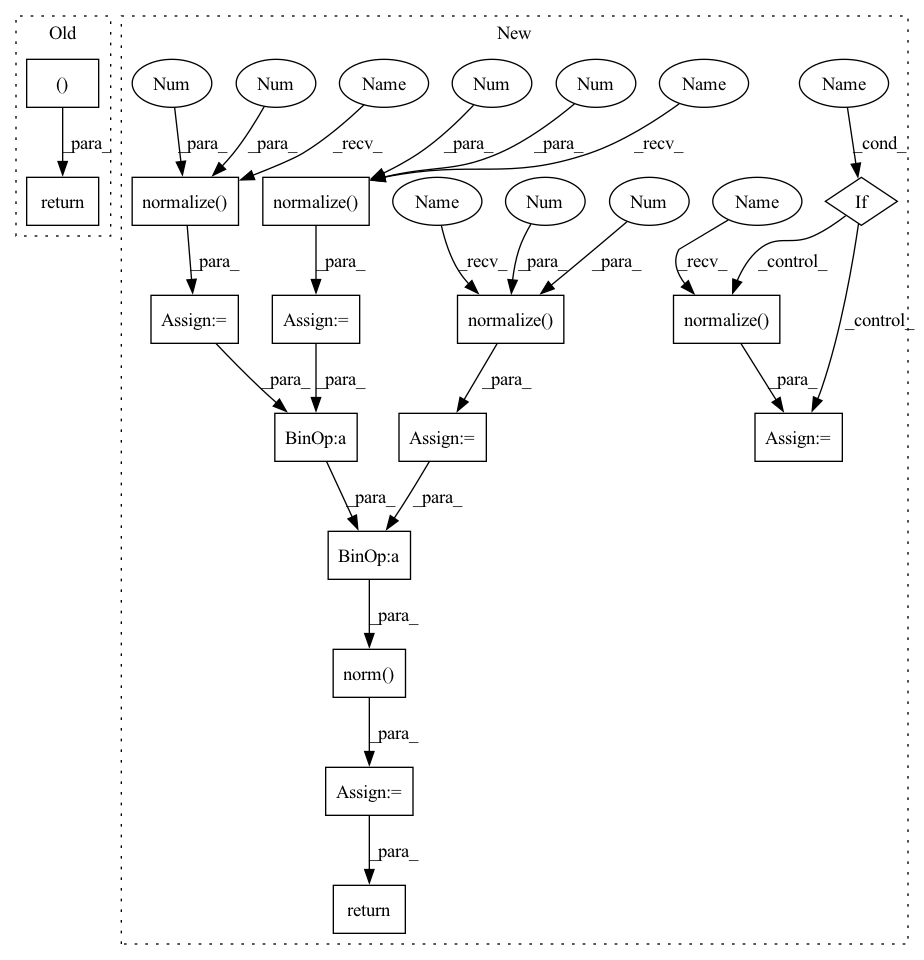 Old
New
()
Num
Num
Name
Num
Num
Name
Name
_para_
_para_
_para_
_recv_
_para_
_para_
_recv_
_cond_
return
normalize()
normalize()
Name
Num
Num
Name
If
_para_
_para_
_recv_
_para_
_para_
_recv_
_control_
Assign:=
Assign:=
normalize()
normalize()
_control_
_para_
_para_
_para_
_para_
BinOp:a
Assign:=
Assign:=
_para_
_para_
BinOp:a
_para_
norm()
_para_
Assign:=
_para_
return